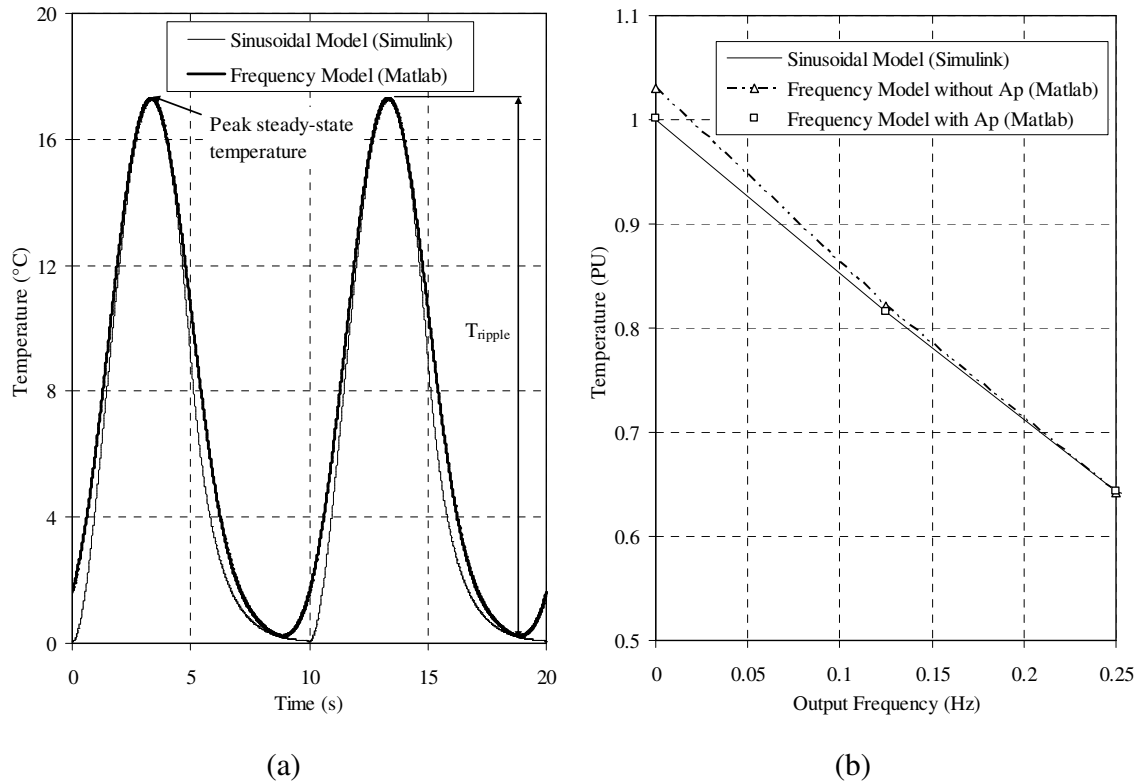 20
16
12
8
4
0
Temperature (°C)
Sinusoidal Model (Simulink)
Frequency Model (Matlab)
Peak steady-state
temperature
Tripple
0
5
10
15
20
Time (s)
(a)
1.1
1
0.9
0.8
0.7
0.6
0.5
Temperature (PU)
Sinusoidal Model (Simulink)
Frequency Model without Ap (Matlab)
Frequency Model with Ap (Matlab)
0
0.05
0.1
0.15
0.2
0.25
Output Frequency (Hz)
(b)